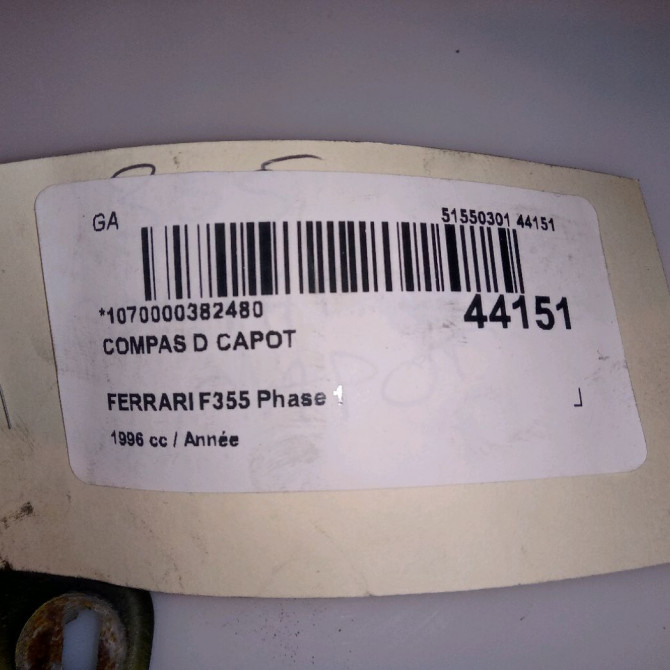 GA
51550301 44151
*1070000382480
44151
COMPAS D CAPOT
FERRARI F355 Phase 1
1996 cc / Année